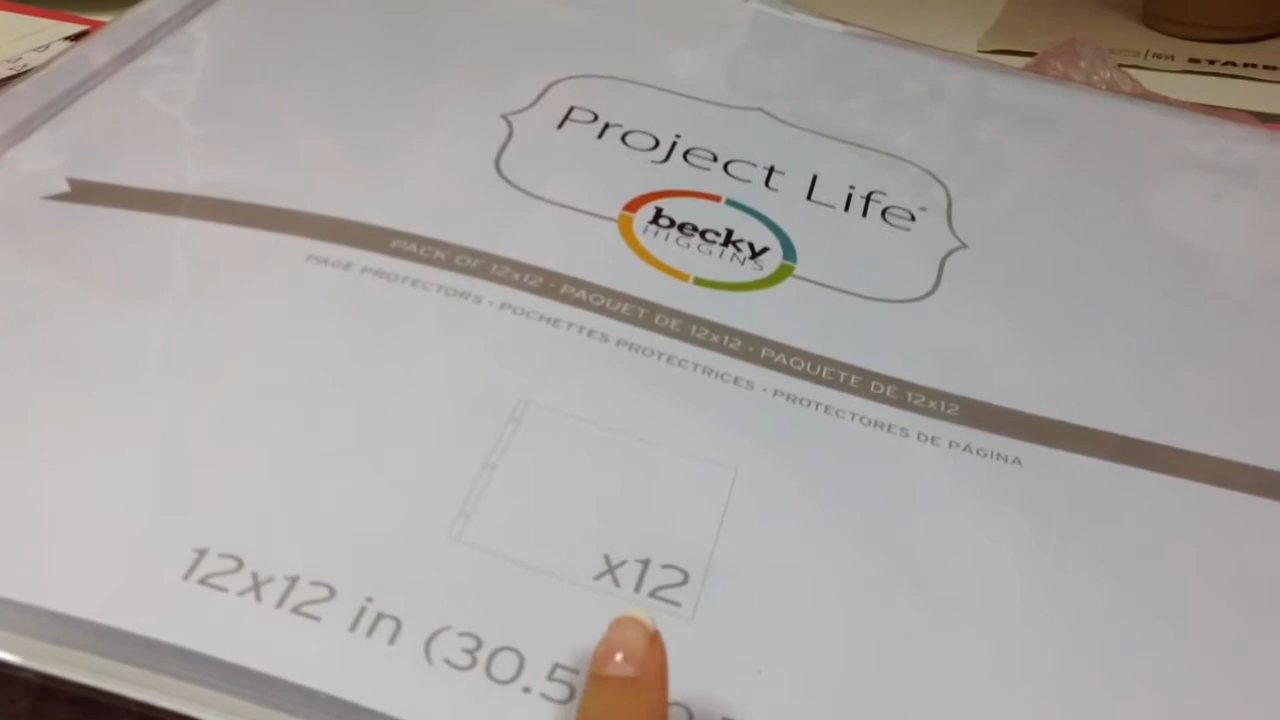 Project Life
becky
HIGGINS
PACK OF 12x12 • PAQUET DE 12x12 • PAQUETE DE 12x12
PAGE PROTECTORS • POCHETTES PROTECTRICES • PROTECTORES DE PÁGINA
x12
12x12 in (30.5
STARB